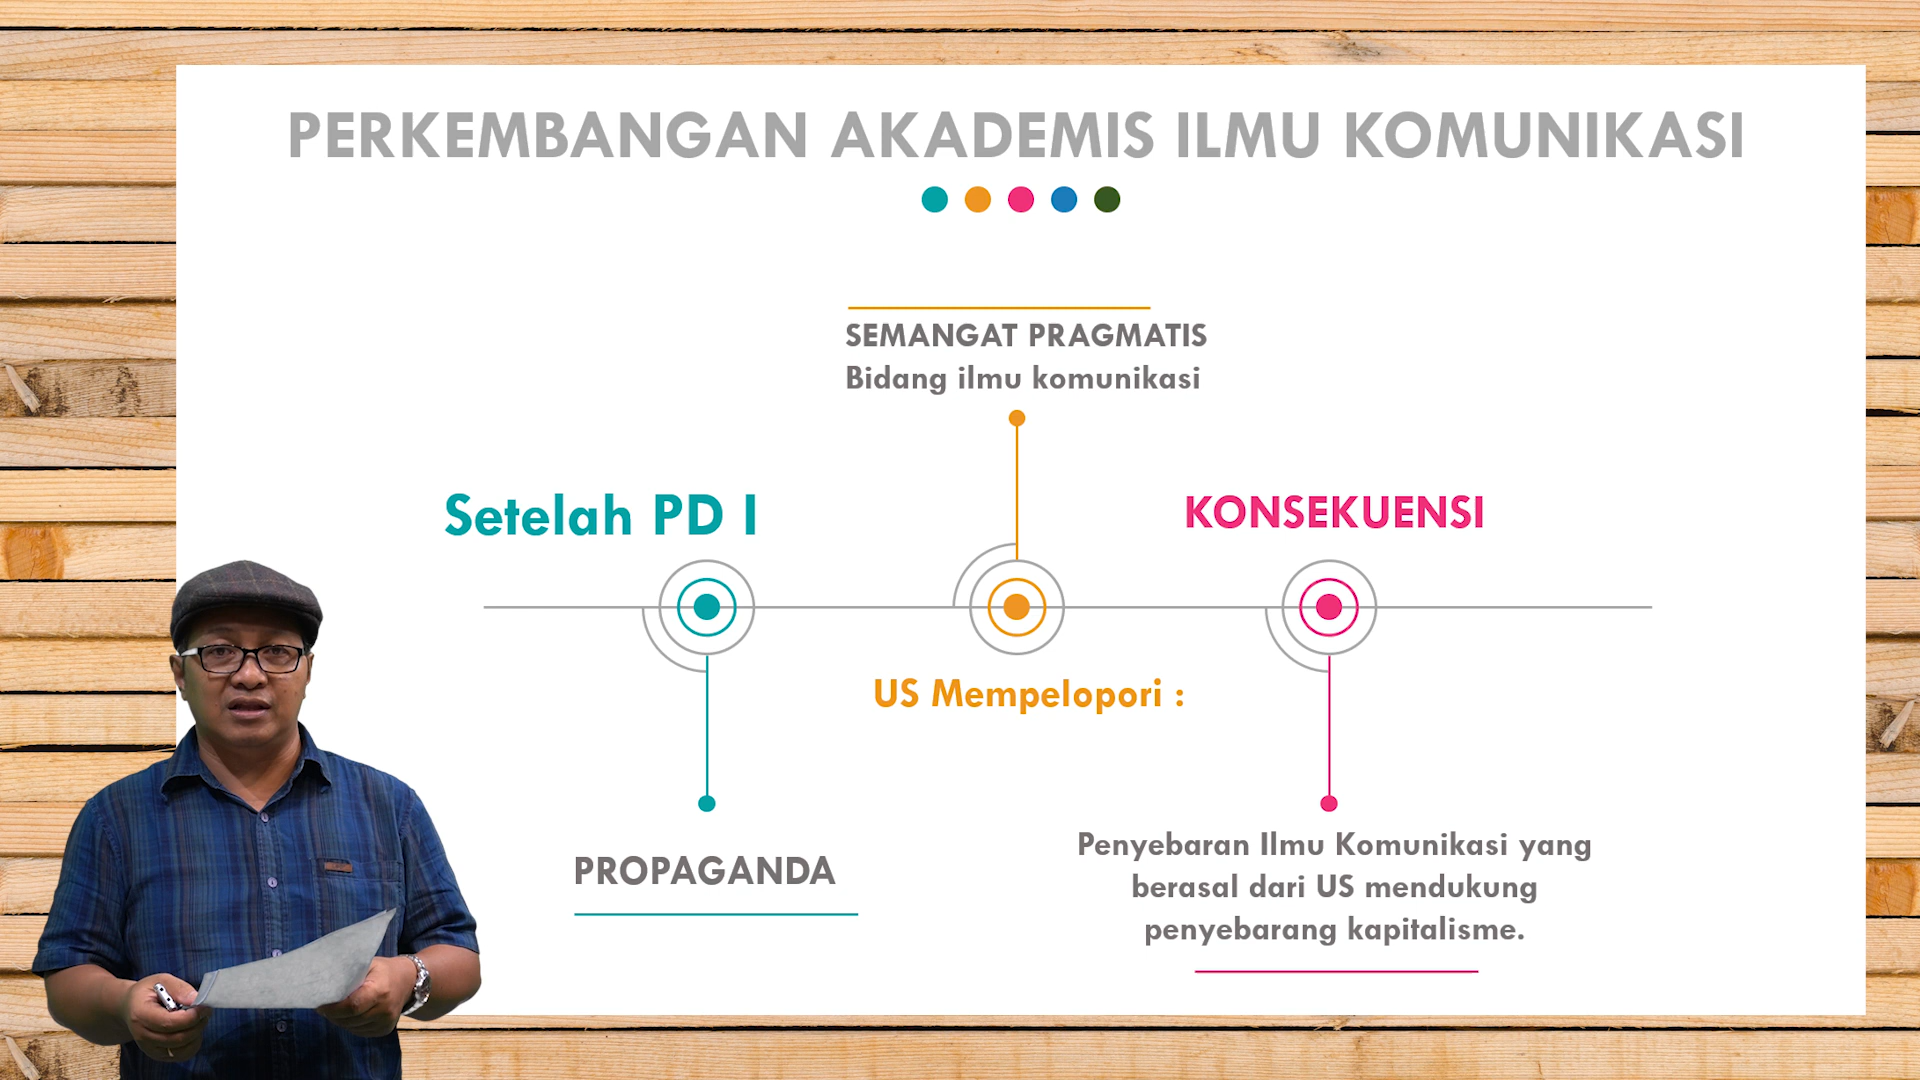 PERKEMBANGAN AKADEMIS ILMU KOMUNIKASI
SEMANGAT PRAGMATIS
Bidang ilmu komunikasi
Setelah PD I
KONSEKUENSI
US Mempelopori :
PROPAGANDA
Penyebaran Ilmu Komunikasi yang
berasal dari US mendukung
penyebarang kapitalisme.